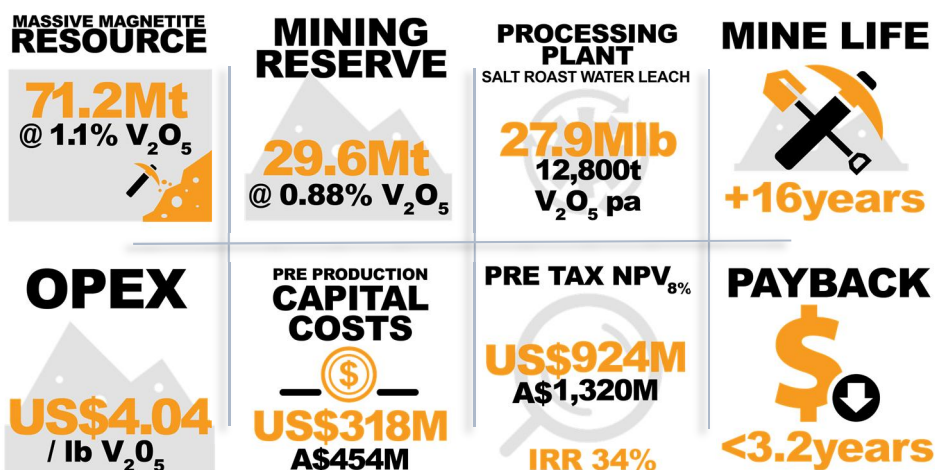 MASSIVE MAGNETITE
RESOURCE
71.2Mt
@ 1.1% V₂O₅
MINING
RESERVE
29.6Mt
@ 0.88% V₂O₅
PROCESSING
PLANT
SALT ROAST WATER LEACH
27.9Mlb
12,800t
V₂O₅ pa
MINE LIFE
+16years
OPEX
US$4.04
/ lb V₂0₅
PRE PRODUCTION
CAPITAL
COSTS
$
US$318M
A$454M
PRE TAX NPV₈%
US$924M
A$1,320M
IRR 34%
PAYBACK
$
<3.2years